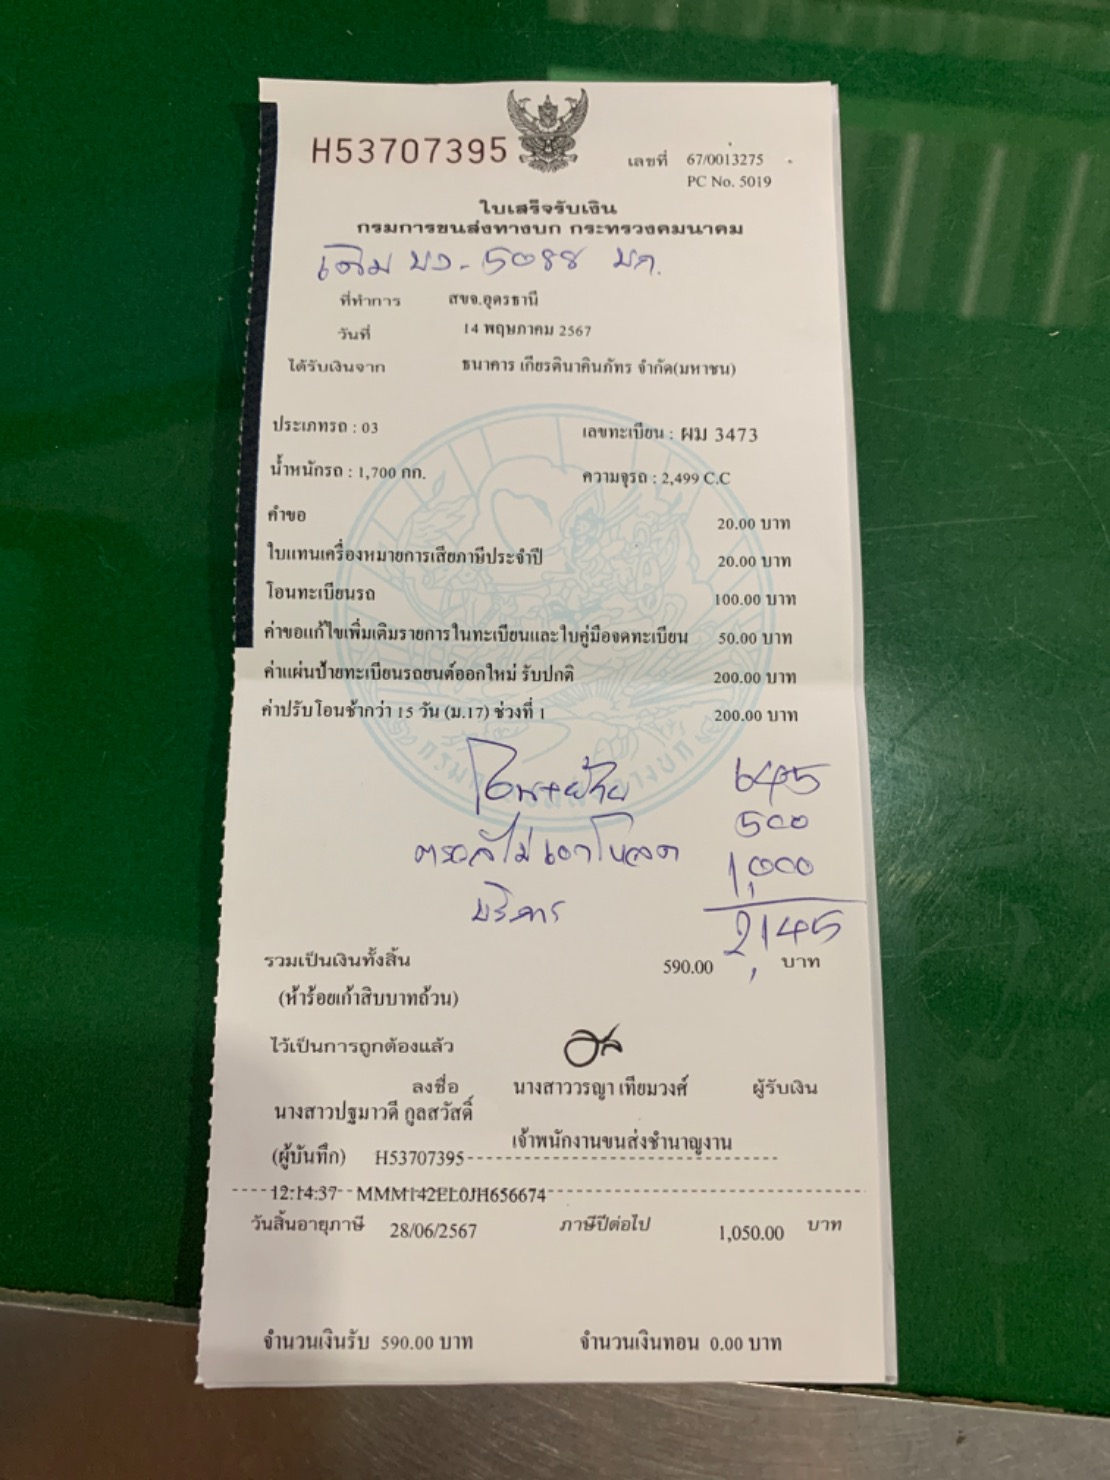 H53707395
เลขที่ 67/0013275
PC No. 5019
ใบเสร็จรับเงิน
กรมการขนส่งทางบก กระทรวงคมนาคม
เดิม บง-5088 บก.
ที่ทำการ สขจ.อุดรธานี
วันที่ 14 พฤษภาคม 2567
ได้รับเงินจาก ธนาคาร เกียรตินาคินภัทร จำกัด(มหาชน)
ประเภทรถ : 03 เลขทะเบียน : ผม 3473
น้ำหนักรถ : 1,700 กก. ความจุรถ : 2,499 C.C
คำขอ 20.00 บาท
ใบแทนเครื่องหมายการเสียภาษีประจำปี 20.00 บาท
โอนทะเบียนรถ 100.00 บาท
ค่าขอแก้ไขเพิ่มเติมรายการในทะเบียนและใบคู่มือจดทะเบียน 50.00 บาท
ค่าแผ่นป้ายทะเบียนรถยนต์ออกใหม่ รับปกติ 200.00 บาท
ค่าปรับโอนช้ากว่า 15 วัน (ม.17) ช่วงที่ 1 200.00 บาท
โอน+ย้าย 645
ตรอ ไม่เอาโหลด 500
บริการ 1,000
2,145
รวมเป็นเงินทั้งสิ้น 590.00 บาท
(ห้าร้อยเก้าสิบบาทถ้วน)
ไว้เป็นการถูกต้องแล้ว
ลงชื่อ นางสาววรญา เทียมวงศ์ ผู้รับเงิน
นางสาวปฐมาวดี กูลสวัสดิ์
เจ้าพนักงานขนส่งชำนาญงาน
(ผู้บันทึก) H53707395
12:14:37 MMM142EL0JH656674
วันสิ้นอายุภาษี 28/06/2567 ภาษีปีต่อไป 1,050.00 บาท
จำนวนเงินรับ 590.00 บาท จำนวนเงินทอน 0.00 บาท